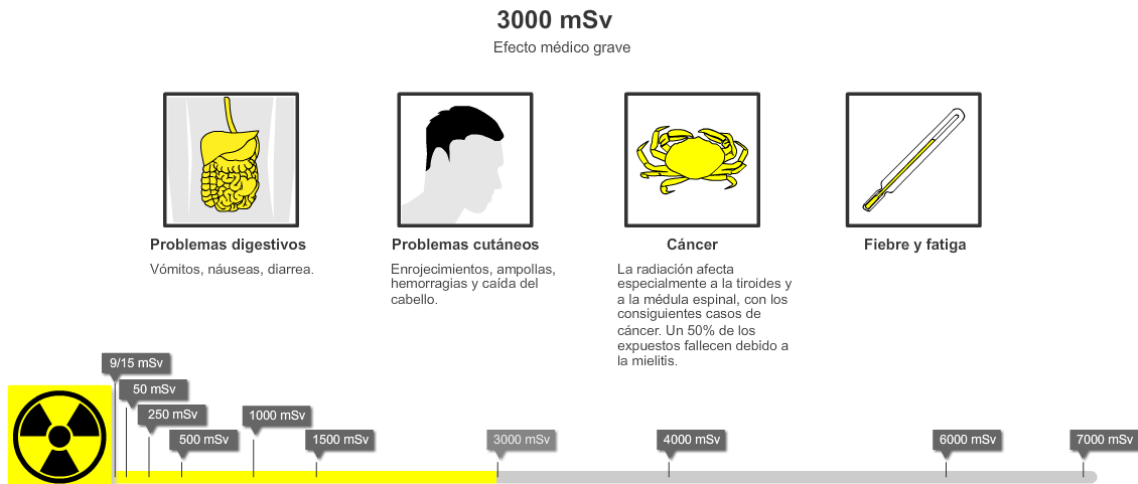 3000 mSv
Efecto médico grave
Problemas digestivos
Vómitos, náuseas, diarrea.
Problemas cutáneos
Enrojecimientos, ampollas,
hemorragias y caída del
cabello.
Cáncer
La radiación afecta
especialmente a la tiroides y
a la médula espinal, con los
consiguientes casos de
cáncer. Un 50% de los
expuestos fallecen debido a
la mielitis.
Fiebre y fatiga
9/15 mSv
50 mSv
250 mSv
500 mSv
1000 mSv
1500 mSv
3000 mSv
4000 mSv
6000 mSv
7000 mSv